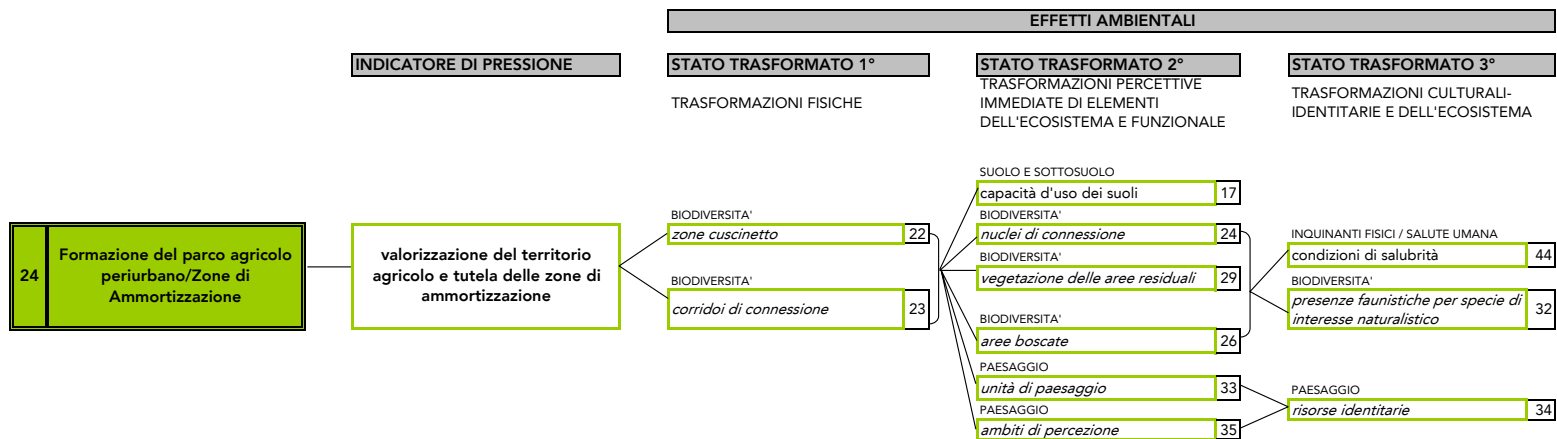 EFFETTI AMBIENTALI
INDICATORE DI PRESSIONE
STATO TRASFORMATO 1°
STATO TRASFORMATO 2°
STATO TRASFORMATO 3°
TRASFORMAZIONI FISICHE
TRASFORMAZIONI PERCETTIVE
IMMEDIATE DI ELEMENTI
DELL'ECOSISTEMA E FUNZIONALE
TRASFORMAZIONI CULTURALI-
IDENTITARIE E DELL'ECOSISTEMA
24
Formazione del parco agricolo
periurbano/Zone di
Ammortizzazione
valorizzazione del territorio
agricolo e tutela delle zone di
ammortizzazione
BIODIVERSITA'
zone cuscinetto 22
BIODIVERSITA'
corridoi di connessione 23
SUOLO E SOTTOSUOLO
capacità d'uso dei suoli 17
BIODIVERSITA'
nuclei di connessione 24
BIODIVERSITA'
vegetazione delle aree residuali 29
BIODIVERSITA'
aree boscate 26
PAESAGGIO
unità di paesaggio 33
PAESAGGIO
ambiti di percezione 35
INQUINANTI FISICI / SALUTE UMANA
condizioni di salubrità 44
BIODIVERSITA'
presenze faunistiche per specie di
interesse naturalistico 32
PAESAGGIO
risorse identitarie 34